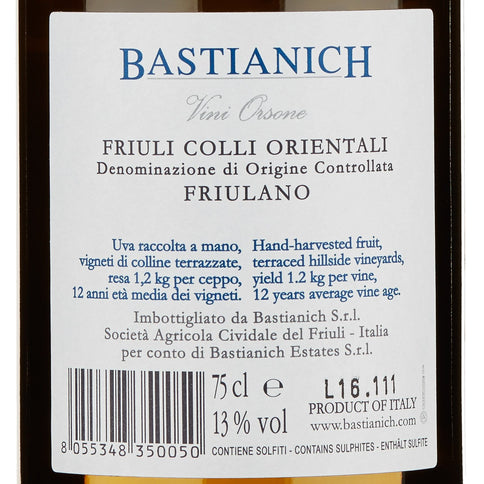 BASTIANICH
Vini Orsone
FRIULI COLLI ORIENTALI
Denominazione di Origine Controllata
FRIULANO
Uva raccolta a mano,
vigneti di colline terrazzate,
resa 1,2 kg per ceppo,
12 anni età media dei vigneti.
Hand-harvested fruit,
terraced hillside vineyards,
yield 1.2 kg per vine,
12 years average vine age.
Imbottigliato da Bastianich S.r.l.
Società Agricola Cividale del Friuli - Italia
per conto di Bastianich Estates S.r.l.
75 cl e
13% vol
L16.111
PRODUCT OF ITALY
www.bastianich.com
8 055348 350050
CONTIENE SOLFITI - CONTAINS SULPHITES - ENTHÄLT SULFITE